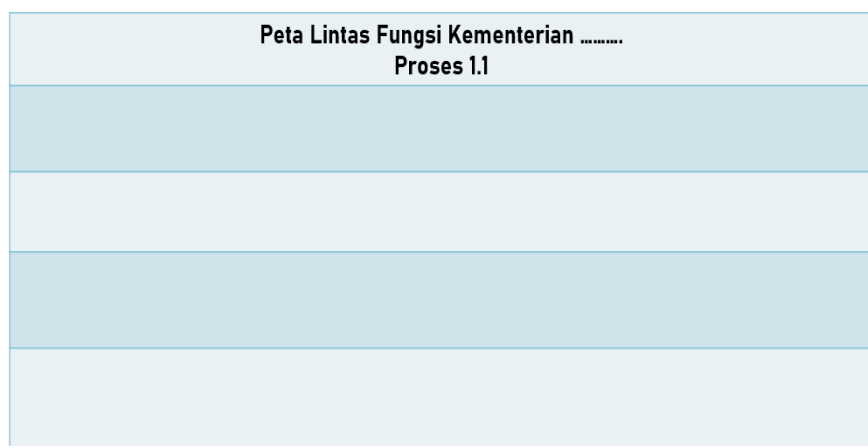 Peta Lintas Fungsi Kementerian ..........
Proses 1.1